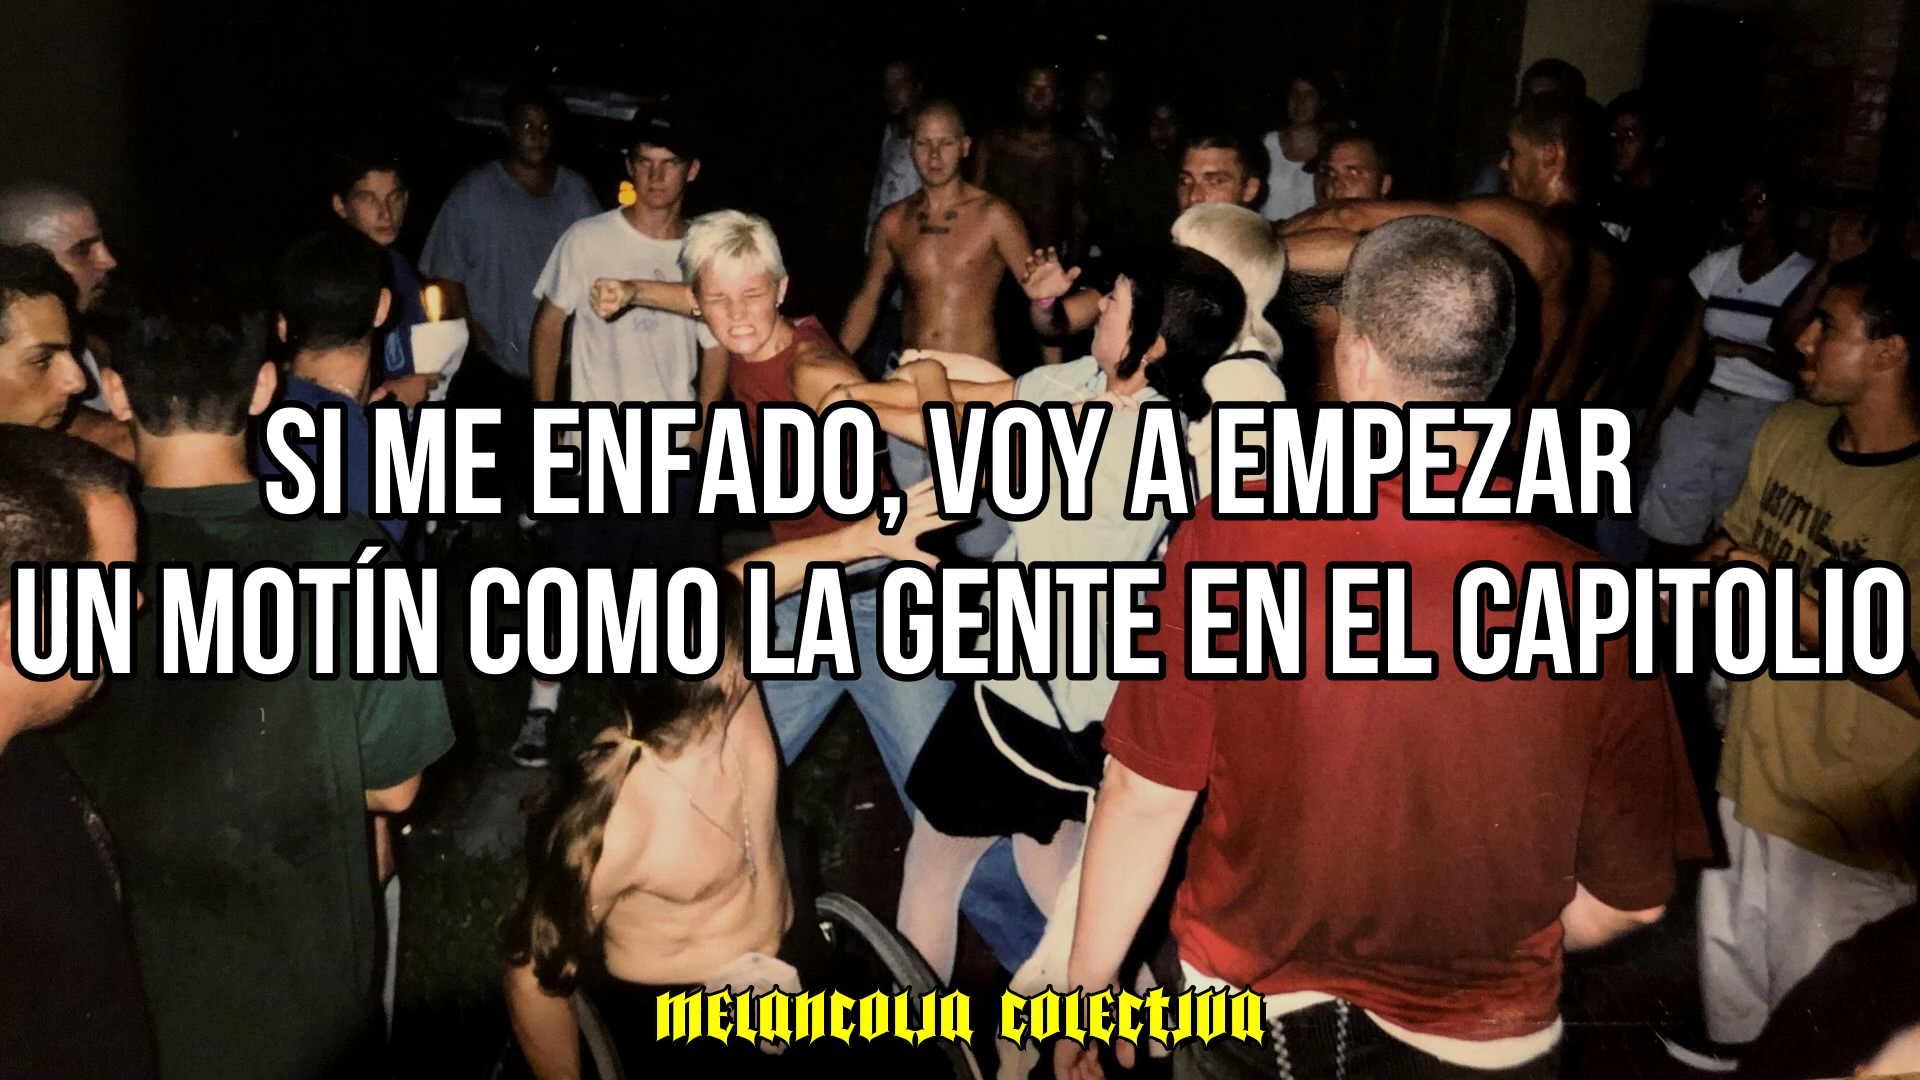 SI ME ENFADO, VOY A EMPEZAR
UN MOTÍN COMO LA GENTE EN EL CAPITOLIO
MELANCOLIA COLECTIVA